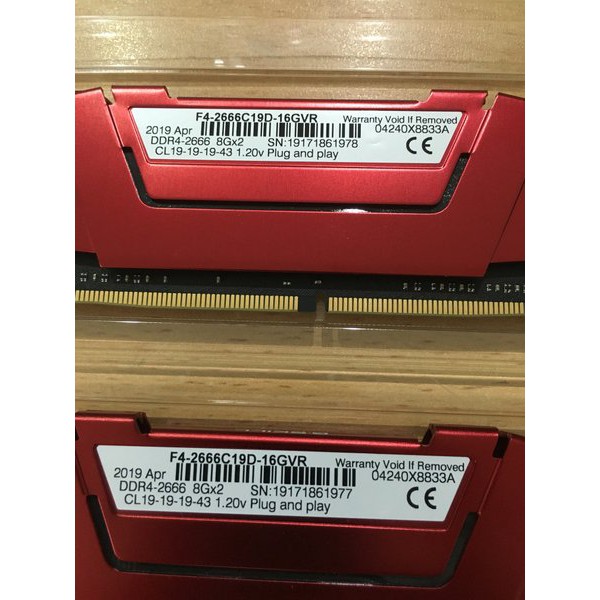 F4-2666C19D-16GVR
2019 Apr
Warranty Void If Removed
04240X8833A
DDR4-2666 8Gx2 SN:19171861978
CL19-19-19-43 1.20v Plug and play
CE
F4-2666C19D-16GVR
2019 Apr
Warranty Void If Removed
04240X8833A
DDR4-2666 8Gx2 SN:19171861977
CL19-19-19-43 1.20v Plug and play
CE